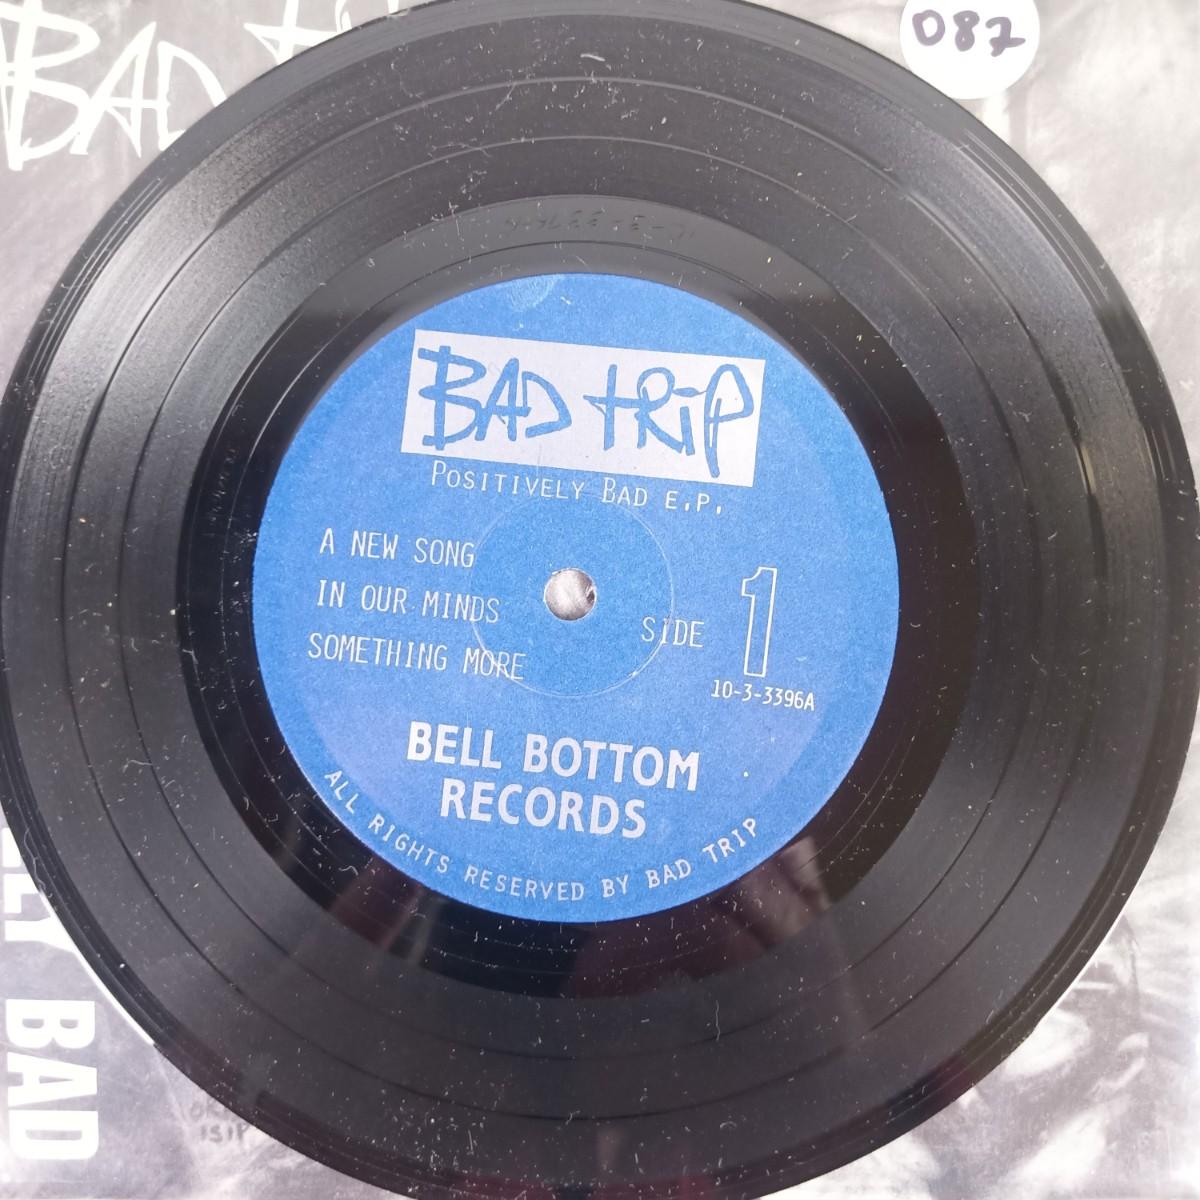 BAD
087
BAD TRIP
POSITIVELY BAD E.P.
A NEW SONG
IN OUR MINDS
SOMETHING MORE
SIDE 1
10-3-3396A
BELL BOTTOM
RECORDS
ALL RIGHTS RESERVED BY BAD TRIP
LY BAD